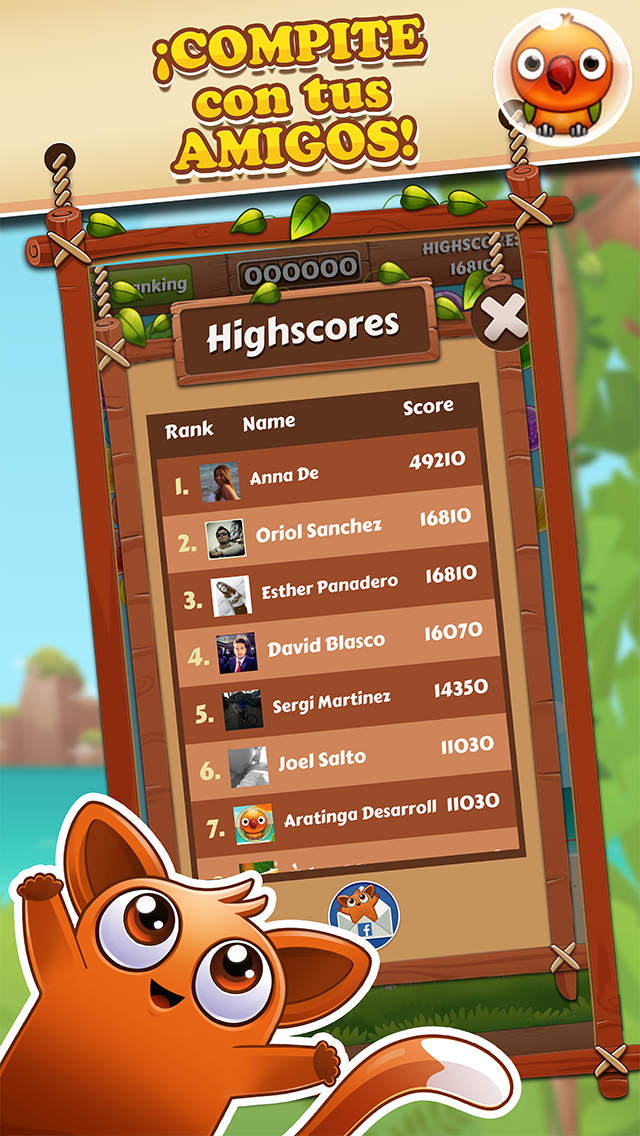 ¡COMPITE
con tus
AMIGOS!
HIGHSCORE:
000000
Highscores
Rank Name Score
1. Anna De 49210
2. Oriol Sanchez 16810
3. Esther Panadero 16810
4. David Blasco 16070
5. Sergi Martinez 14350
6. Joel Salto 11030
7. Aratinga Desarroll 11030
f